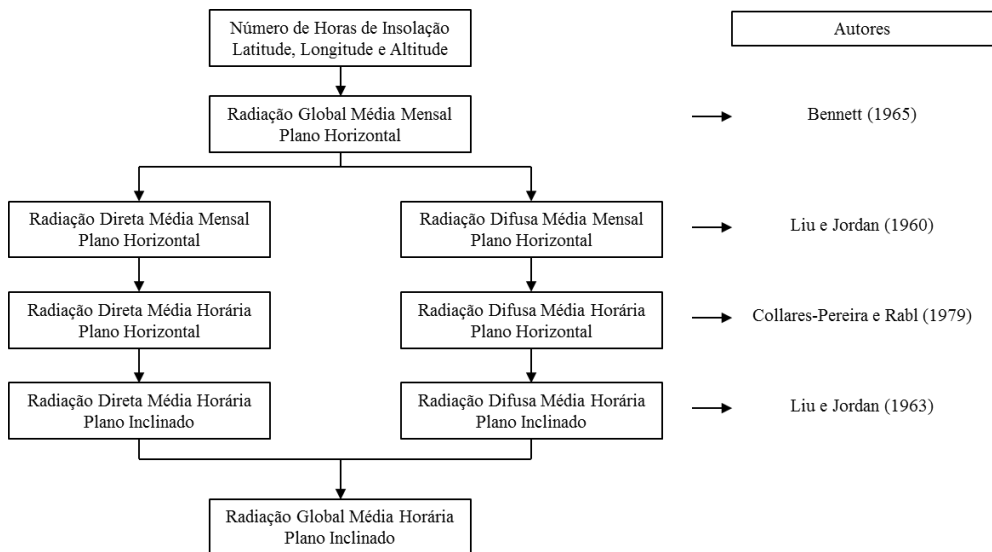 Número de Horas de Insolação
Latitude, Longitude e Altitude
Autores
Radiação Global Média Mensal
Plano Horizontal
Bennett (1965)
Radiação Direta Média Mensal
Plano Horizontal
Radiação Difusa Média Mensal
Plano Horizontal
Liu e Jordan (1960)
Radiação Direta Média Horária
Plano Horizontal
Radiação Difusa Média Horária
Plano Horizontal
Collares-Pereira e Rabl (1979)
Radiação Direta Média Horária
Plano Inclinado
Radiação Difusa Média Horária
Plano Inclinado
Liu e Jordan (1963)
Radiação Global Média Horária
Plano Inclinado